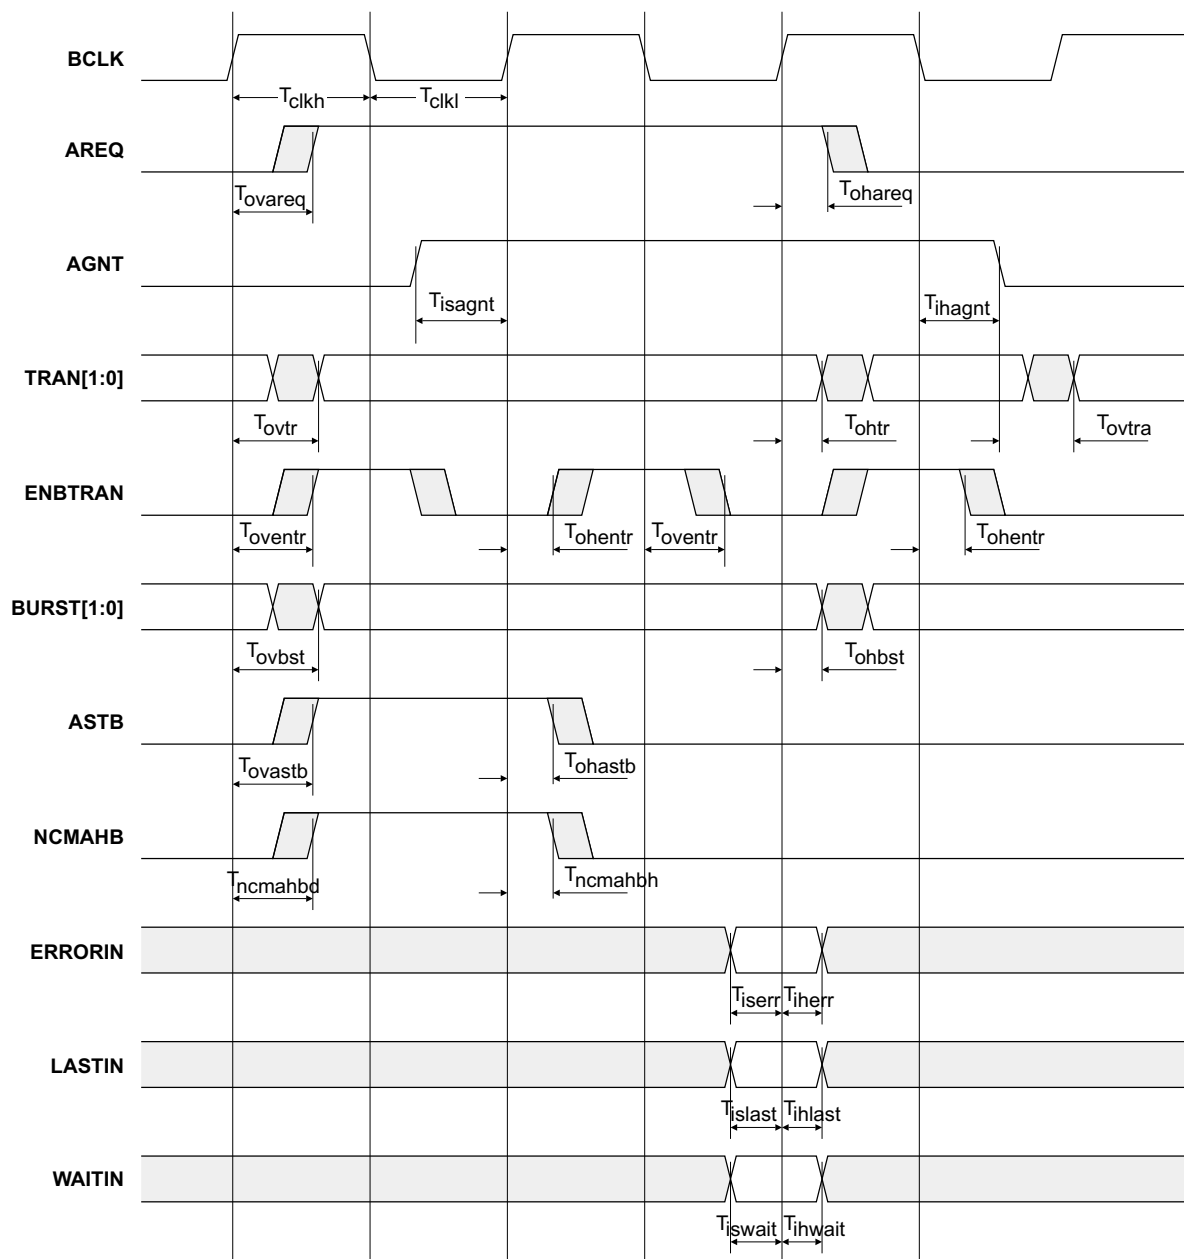 BCLK
Tclkh Tclkl
AREQ
Tovareq Tohareq
AGNT
Tisagnt Tihagnt
TRAN[1:0]
Tovtr Tohtr Tovtra
ENBTRAN
Toventr Tohentr Toventr Tohentr
BURST[1:0]
Tovbst Tohbst
ASTB
Tovastb Tohastb
NCMAHB
Tncmahbd Tncmahbh
ERRORIN
Tiserr Tiherr
LASTIN
Tislast Tihlast
WAITIN
Tiswait Tihwait